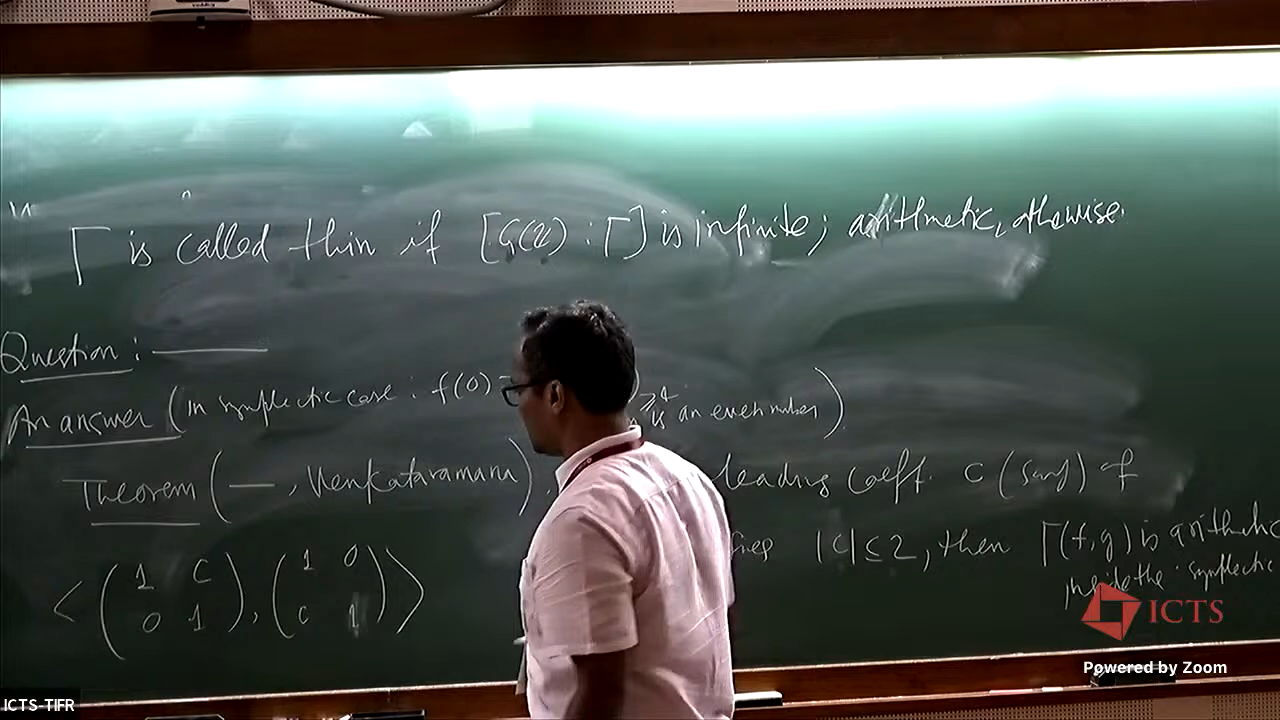 Γ is called thin if [G(ℤ) : Γ] is infinite; arithmetic, otherwise.
Question : ———
An answer (in symplectic case : f(0) is an even number)
Theorem (—, Venkataramana) leading coeff. c (say) of
|c| ≤ 2, then Γ(f,g) is arithmetic
inside the symplectic
< ( 1 c
0 1 ), ( 1 0
c 1 ) >
ICTS
Powered by Zoom
ICTS-TIFR